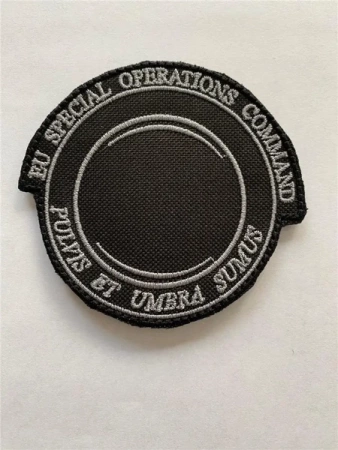 EU SPECIAL OPERATIONS COMMAND
PULVIS ET UMBRA SUMUS